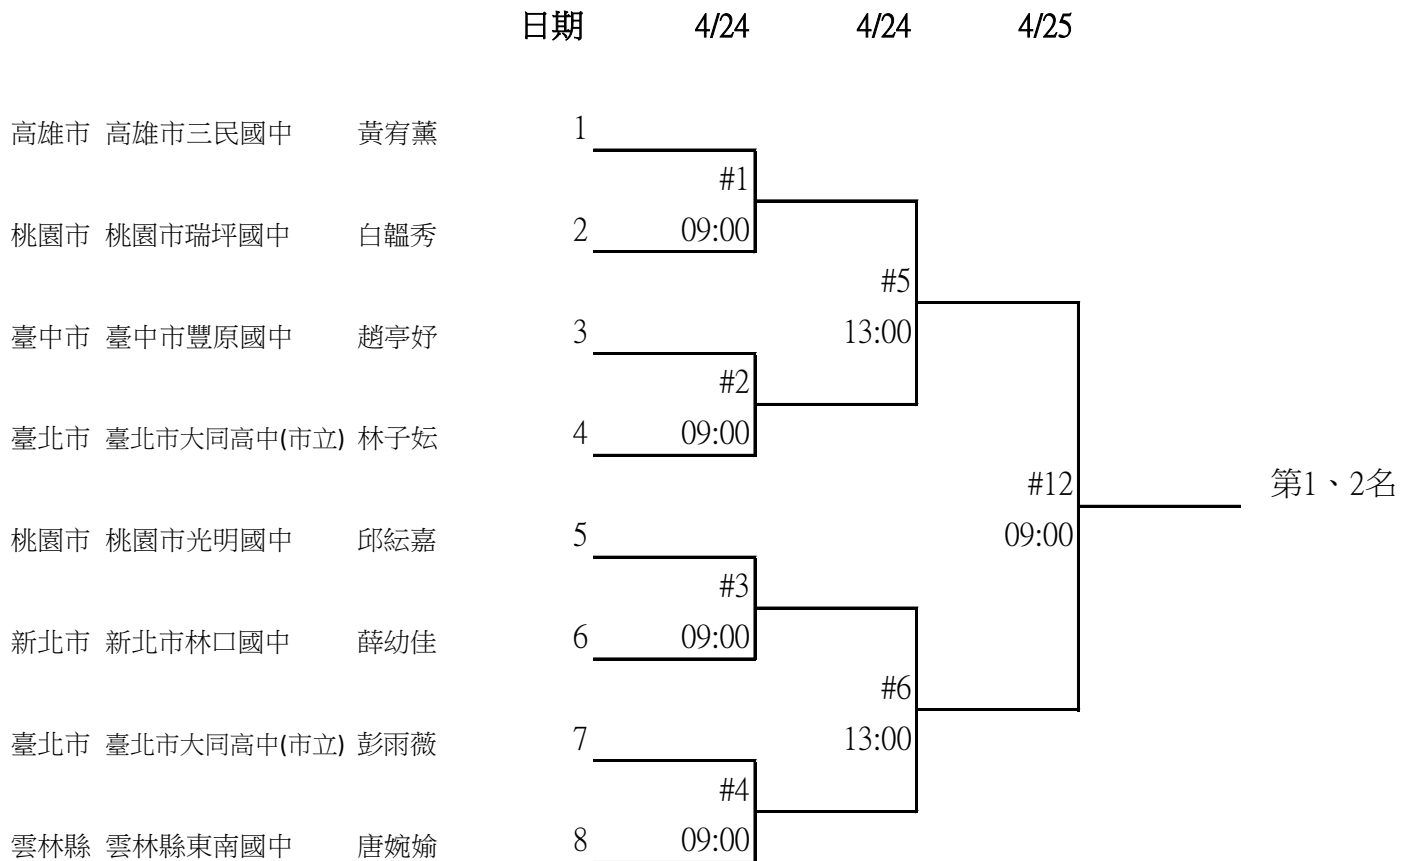 日期 4/24 4/24 4/25
高雄市 高雄市三民國中 黃宥薰 1
#1
桃園市 桃園市瑞坪國中 白韞秀 2 09:00
#5
臺中市 臺中市豐原國中 趙亭妤 3 13:00
#2
臺北市 臺北市大同高中(市立) 林子妘 4 09:00
#12 第1、2名
桃園市 桃園市光明國中 邱紜嘉 5 09:00
#3
新北市 新北市林口國中 薛幼佳 6 09:00
#6
臺北市 臺北市大同高中(市立) 彭雨薇 7 13:00
#4
雲林縣 雲林縣東南國中 唐婉媮 8 09:00